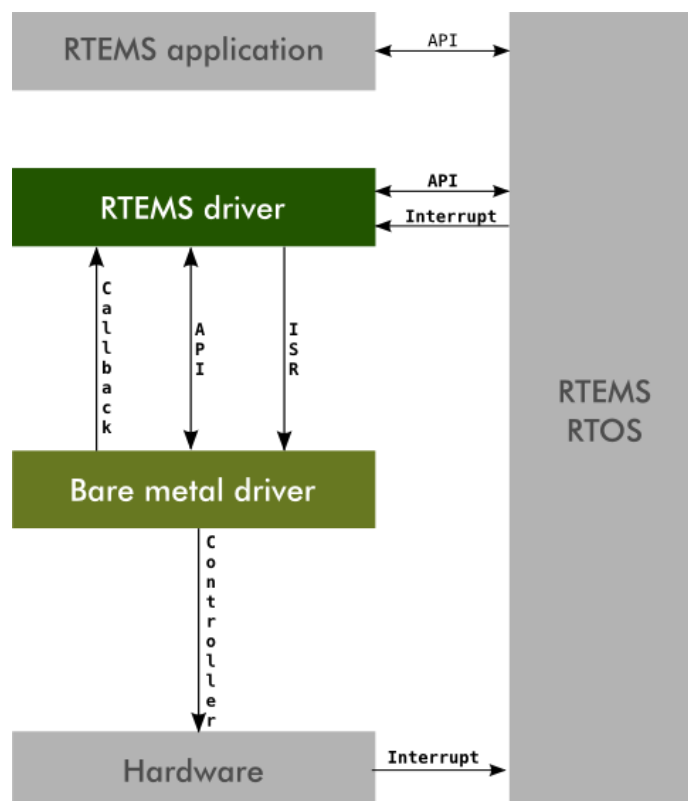 RTEMS application
API
RTEMS driver
API
Interrupt
Callback
API
ISR
RTEMS
RTOS
Bare metal driver
Controller
Hardware
Interrupt